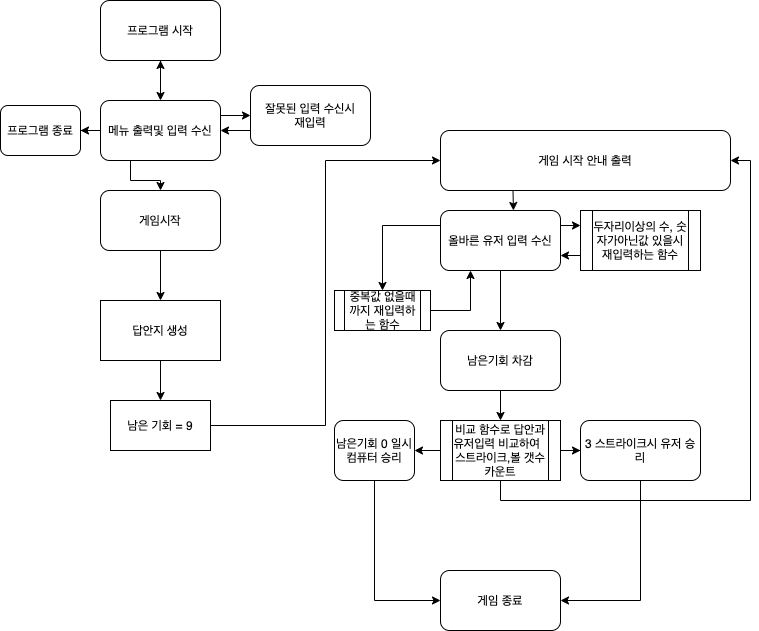 프로그램 시작
프로그램 종료
메뉴 출력및 입력 수신
잘못된 입력 수신시
재입력
게임시작
답안지 생성
남은 기회 = 9
게임 시작 안내 출력
올바른 유저 입력 수신
두자리이상의 수, 숫
자가아닌값 있을시
재입력하는 함수
중복값 없을때
까지 재입력하
는 함수
남은기회 차감
남은기회 0 일시
컴퓨터 승리
비교 함수로 답안과
유저입력 비교하여
스트라이크,볼 갯수
카운트
3 스트라이크시 유저 승
리
게임 종료